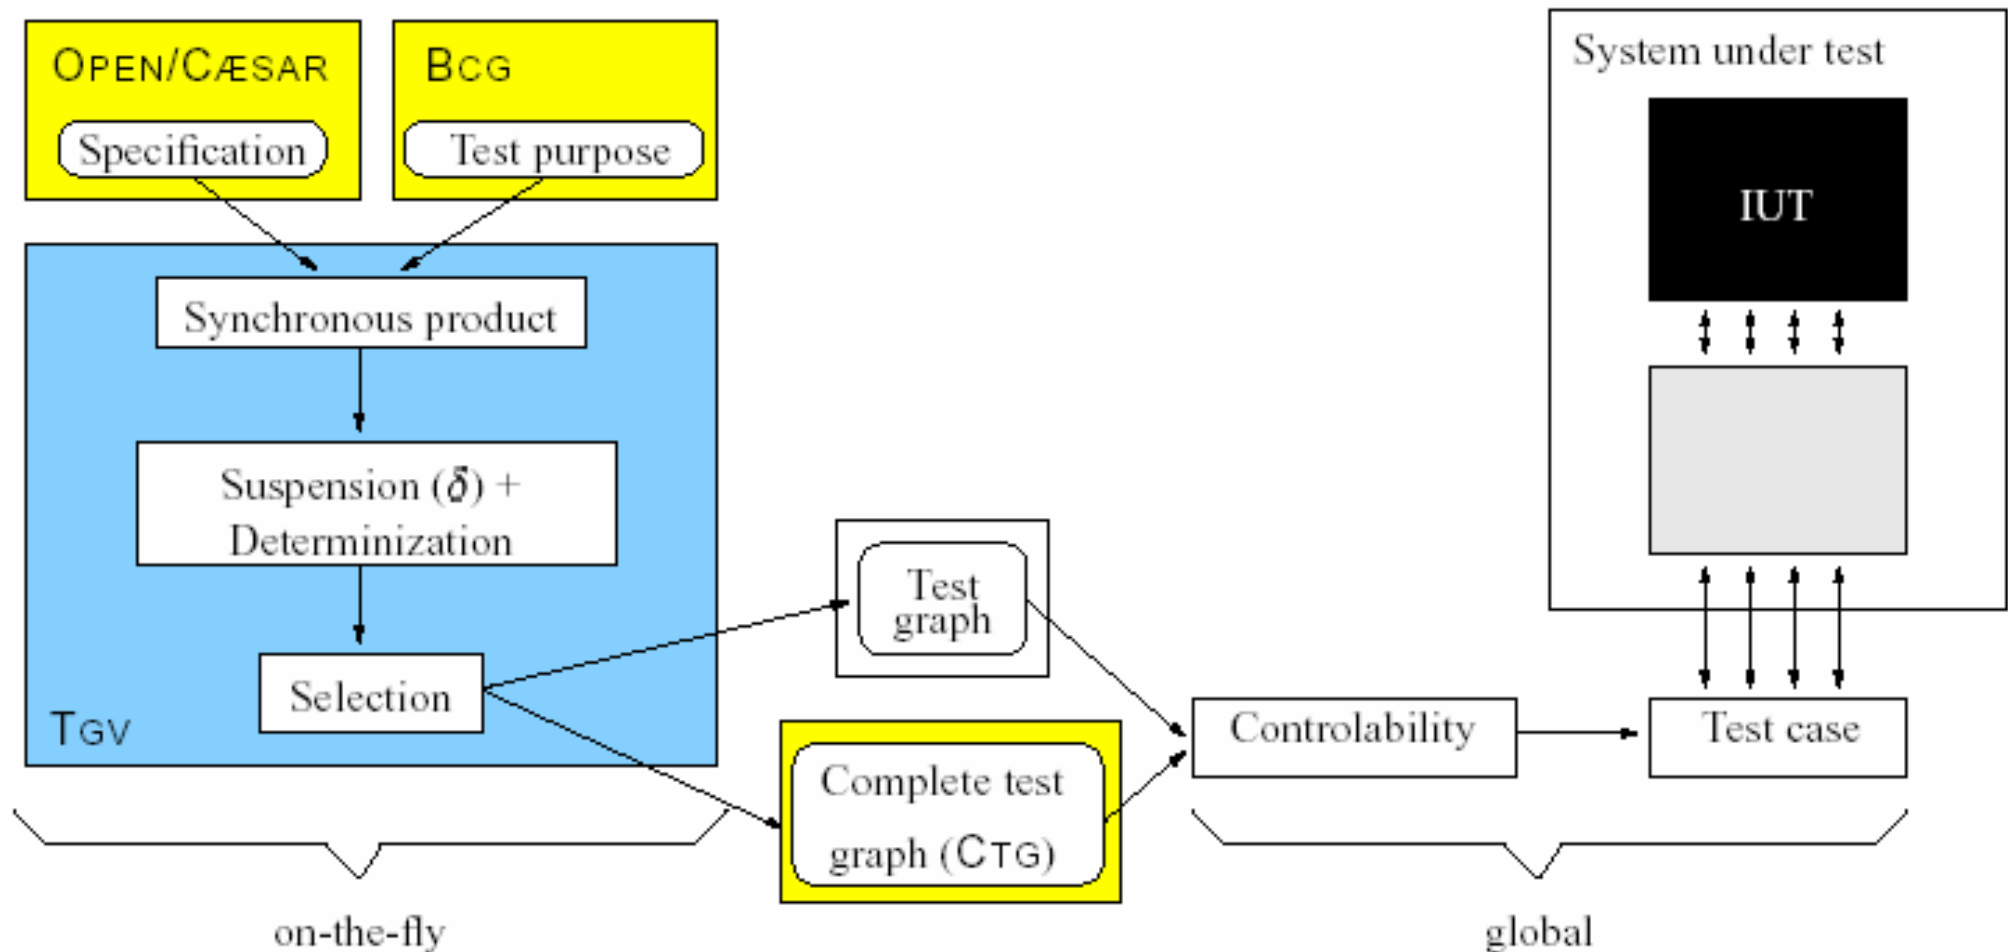 OPEN/CÆSAR
Specification
BCG
Test purpose
Synchronous product
Suspension (δ) +
Determinization
Selection
TGV
on-the-fly
Test
graph
Complete test
graph (CTG)
Controlability
Test case
global
System under test
IUT